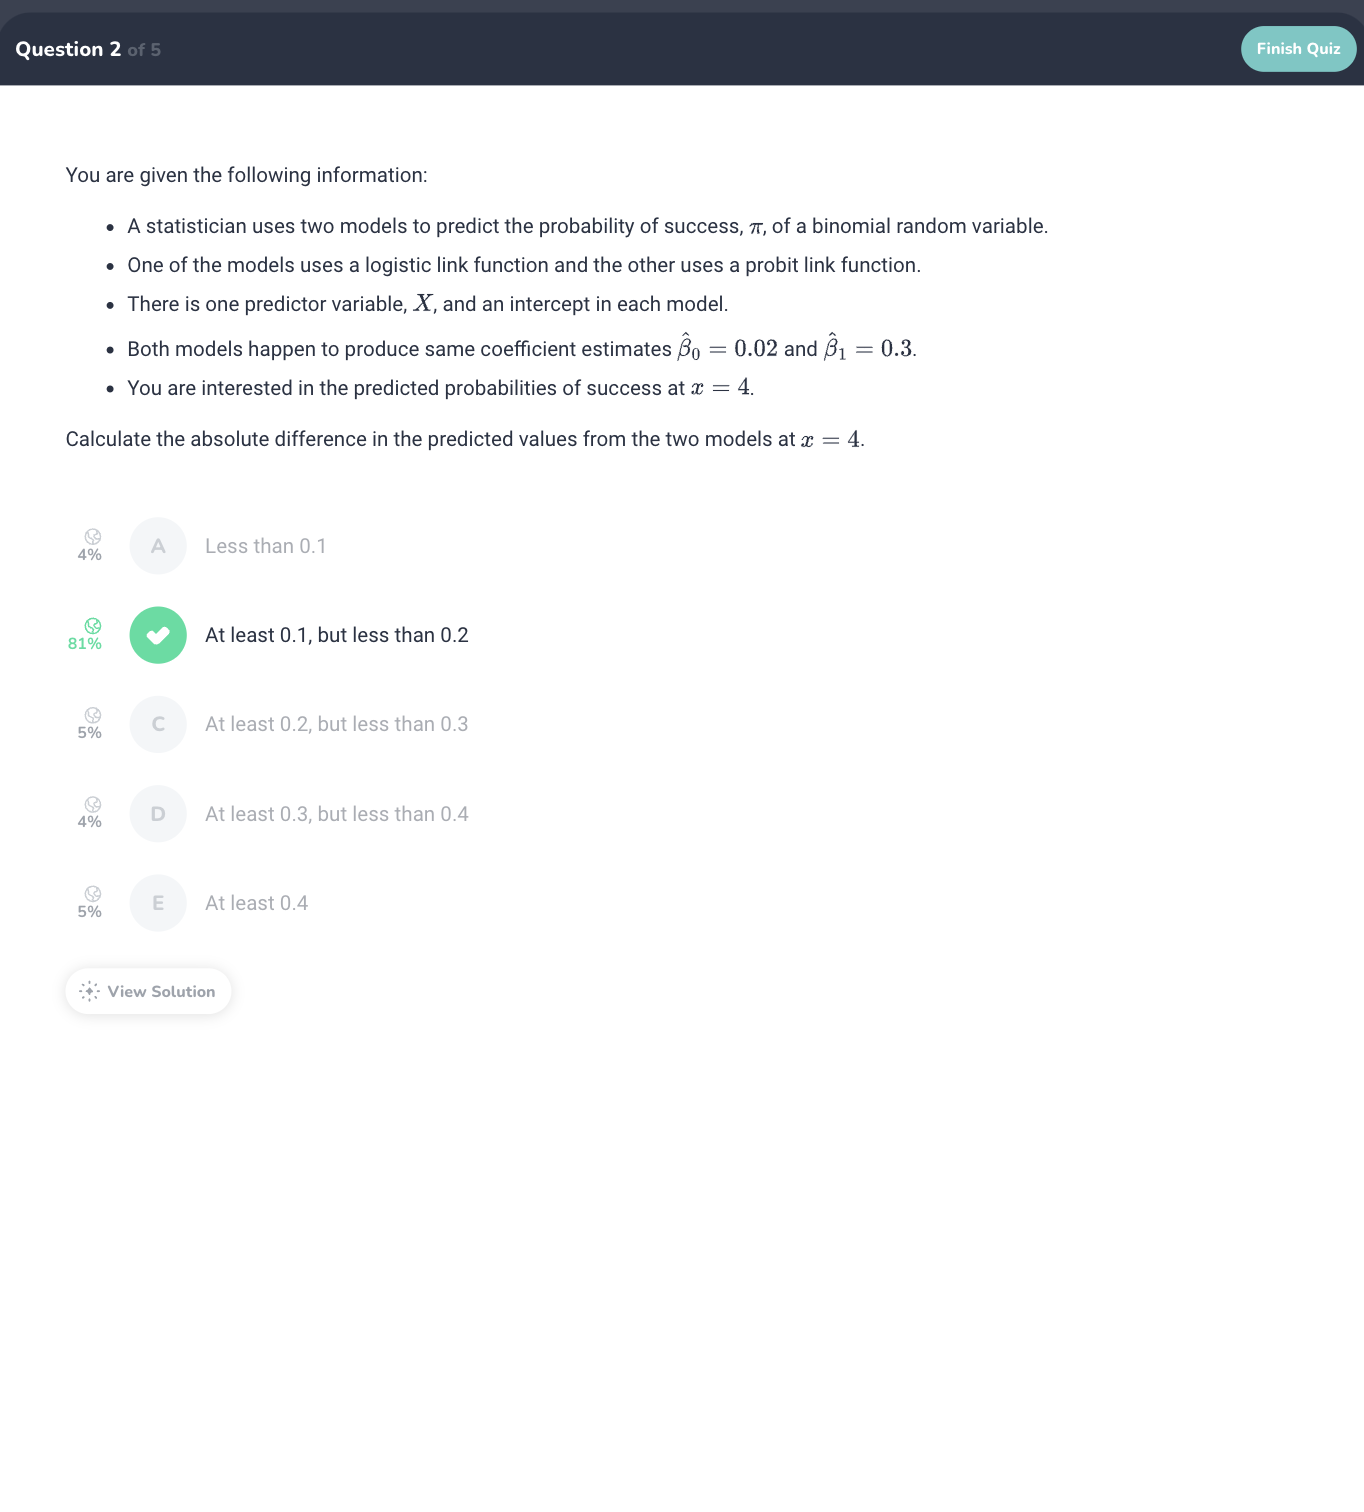 Question 2 of 5
Finish Quiz
You are given the following information:
• A statistician uses two models to predict the probability of success, π, of a binomial random variable.
• One of the models uses a logistic link function and the other uses a probit link function.
• There is one predictor variable, X, and an intercept in each model.
• Both models happen to produce same coefficient estimates β̂₀ = 0.02 and β̂₁ = 0.3.
• You are interested in the predicted probabilities of success at x = 4.
Calculate the absolute difference in the predicted values from the two models at x = 4.
4% A Less than 0.1
81% At least 0.1, but less than 0.2
5% C At least 0.2, but less than 0.3
4% D At least 0.3, but less than 0.4
5% E At least 0.4
View Solution